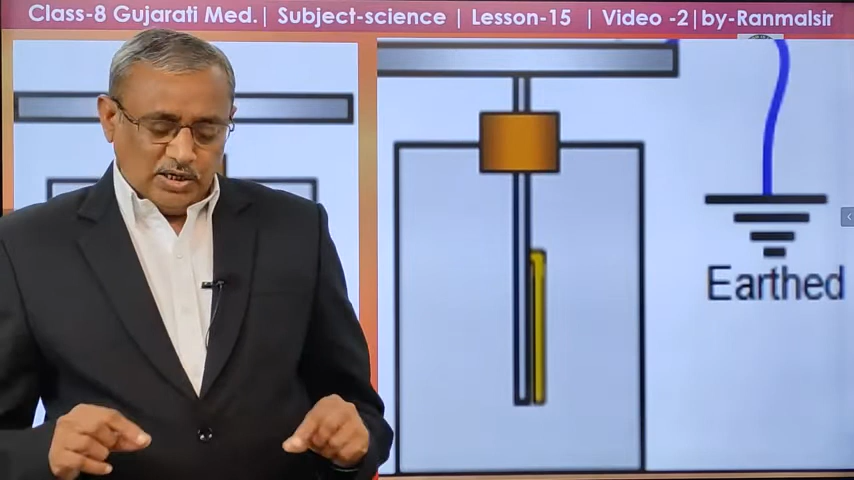 Class-8 Gujarati Med.| Subject-science | Lesson-15 | Video -2|by-Ranmalsir
Earthed